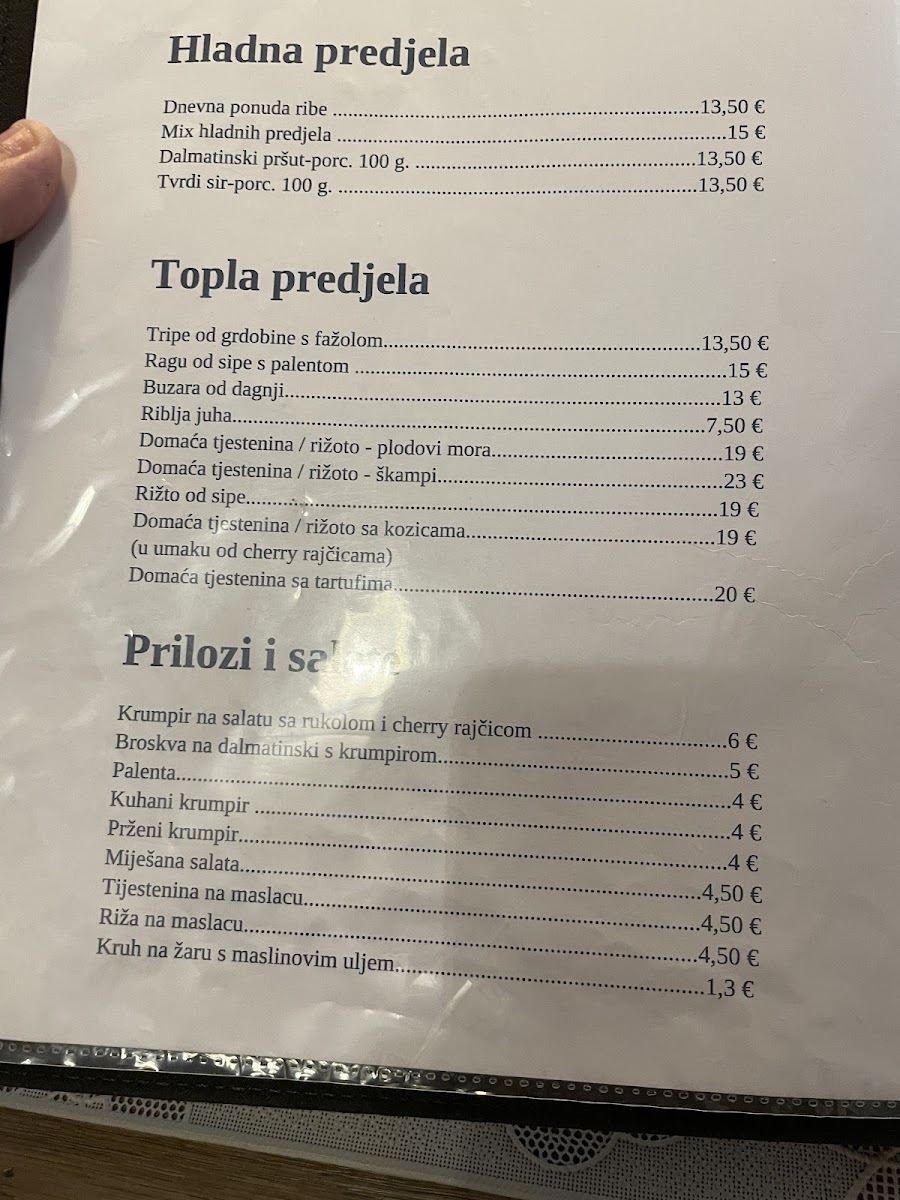 Hladna predjela
Dnevna ponuda ribe ........................................................................13,50 €
Mix hladnih predjela ............................................................................15 €
Dalmatinski pršut-porc. 100 g. ......................................................13,50 €
Tvrdi sir-porc. 100 g. ......................................................................13,50 €
Topla predjela
Tripe od grdobine s fažolom..............................................................13,50 €
Ragu od sipe s palentom .......................................................................15 €
Buzara od dagnji.....................................................................................13 €
Riblja juha............................................................................................7,50 €
Domaća tjestenina / rižoto - plodovi mora.............................................19 €
Domaća tjestenina / rižoto - škampi........................................................23 €
Rižto od sipe............................................................................................19 €
Domaća tjestenina / rižoto sa kozicama.................................................19 €
(u umaku od cherry rajčicama)
Domaća tjestenina sa tartufima...............................................................20 €
Prilozi i
Krumpir na salatu sa rukolom i cherry rajčicom ...................................6 €
Broskva na dalmatinski s krumpirom......................................................5 €
Palenta......................................................................................................4 €
Kuhani krumpir ........................................................................................4 €
Prženi krumpir..........................................................................................4 €
Miješana salata.....................................................................................4,50 €
Tijestenina na maslacu..........................................................................4,50 €
Riža na maslacu....................................................................................4,50 €
Kruh na žaru s maslinovim uljem.........................................................1,3 €